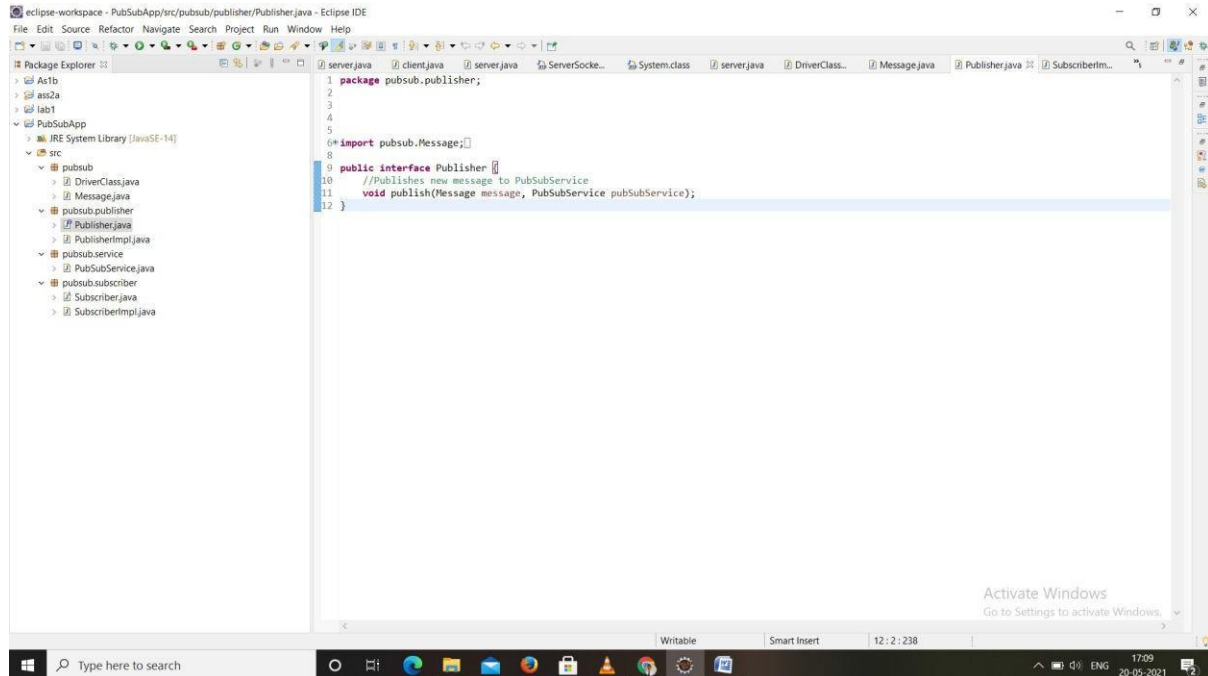 eclipse-workspace - PubSubApp/src/pubsub/publisher/Publisher.java - Eclipse IDE
File Edit Source Refactor Navigate Search Project Run Window Help
Package Explorer
As1b
ass2a
lab1
PubSubApp
JRE System Library [JavaSE-14]
src
pubsub
DriverClass.java
Message.java
pubsub.publisher
Publisher.java
PublisherImpl.java
pubsub.service
PubSubService.java
pubsub.subscriber
Subscriber.java
SubscriberImpl.java
server.java client.java server.java ServerSocke... System.class server.java DriverClass... Message.java Publisher.java SubscriberIm...
1 package pubsub.publisher;
2
3
4
5
6 import pubsub.Message;
8
9 public interface Publisher {
10 //Publishes new message to PubSubService
11 void publish(Message message, PubSubService pubSubService);
12 }
Activate Windows
Go to Settings to activate Windows.
Writable Smart Insert 12 : 2 : 238
Type here to search
ENG 17:09
20-05-2021
2